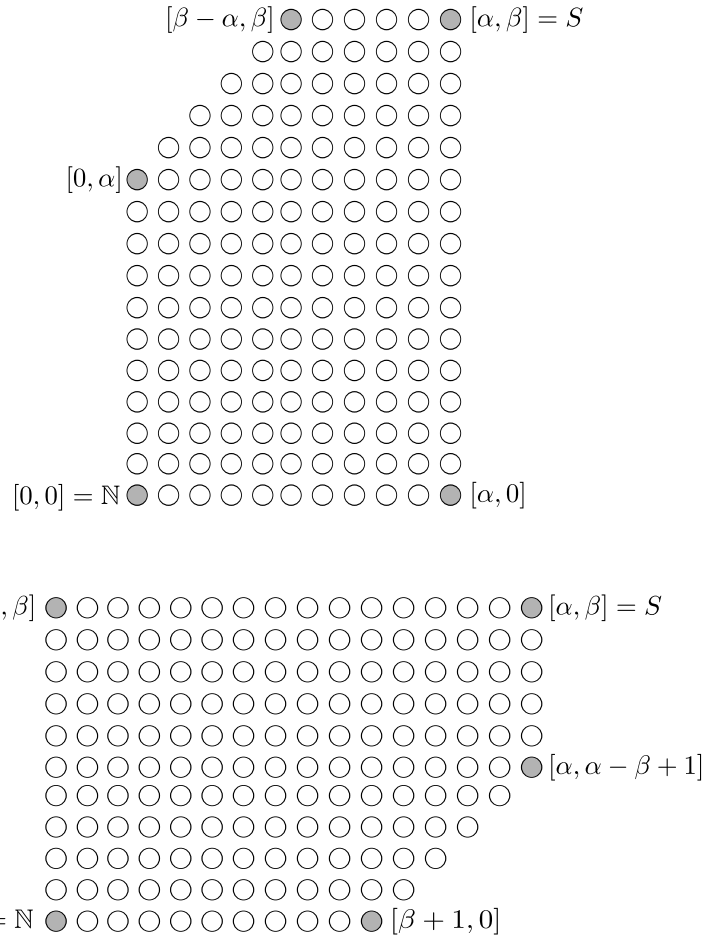 [β − α, β] [α, β] = S
[0, α]
[0, 0] = ℕ [α, 0]
, β] [α, β] = S
[α, α − β + 1]
= ℕ [β + 1, 0]